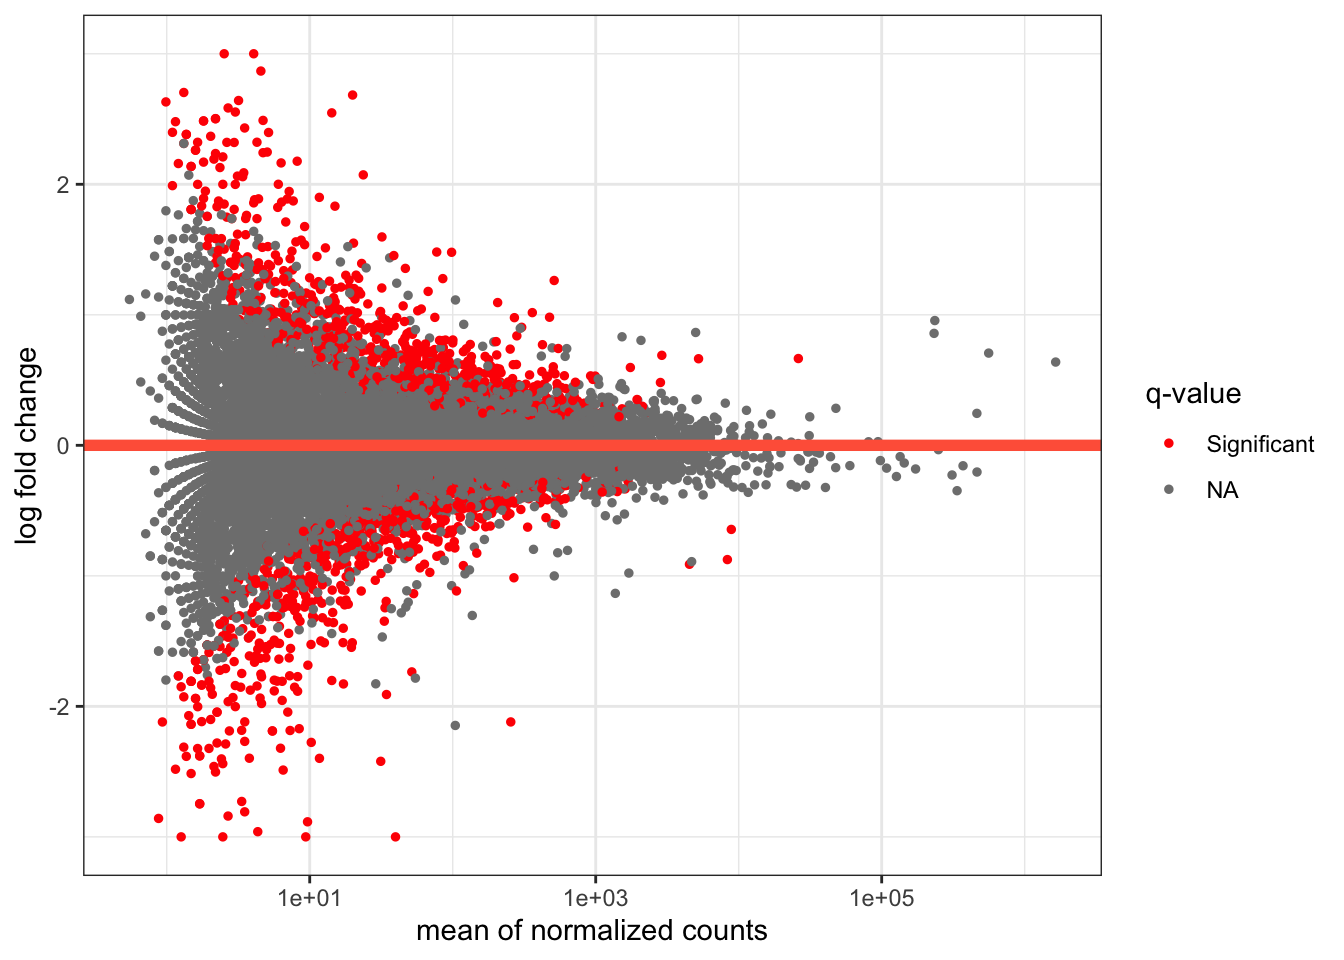 log fold change
2
0
-2
1e+01
1e+03
1e+05
mean of normalized counts
q-value
Significant
NA